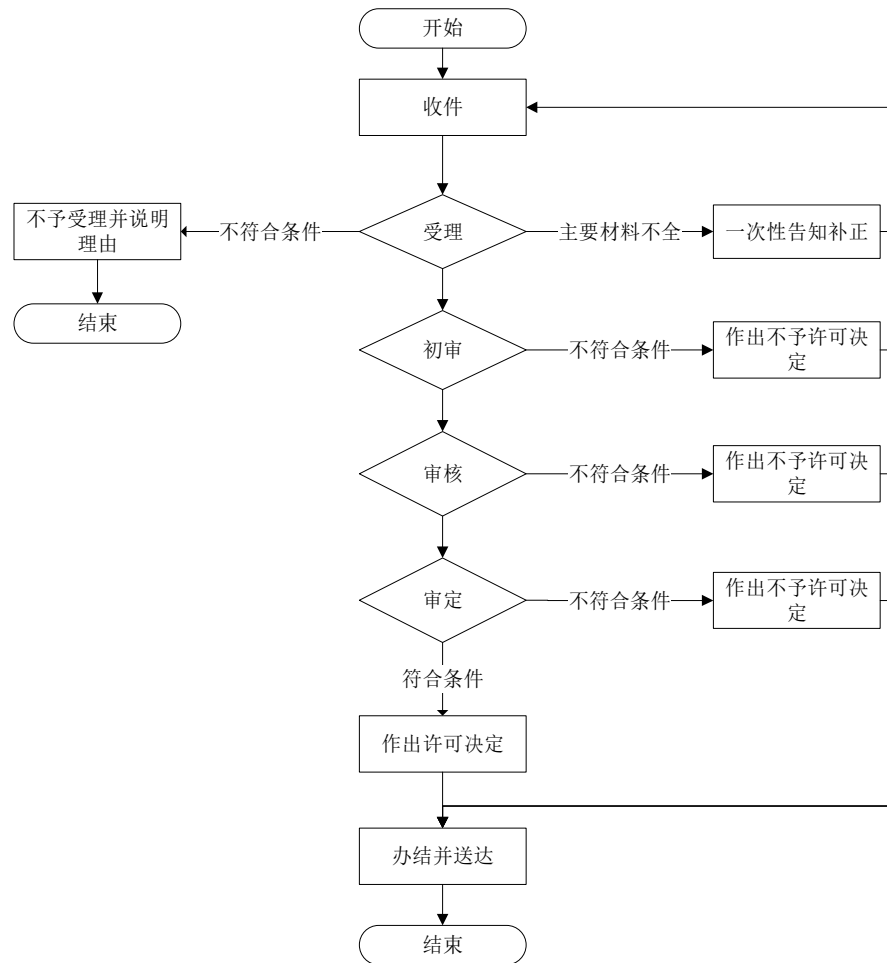 开始
收件
不予受理并说明
理由
不符合条件
受理
主要材料不全
一次性告知补正
结束
初审
不符合条件
作出不予许可决
定
审核
不符合条件
作出不予许可决
定
审定
不符合条件
作出不予许可决
定
符合条件
作出许可决定
办结并送达
结束